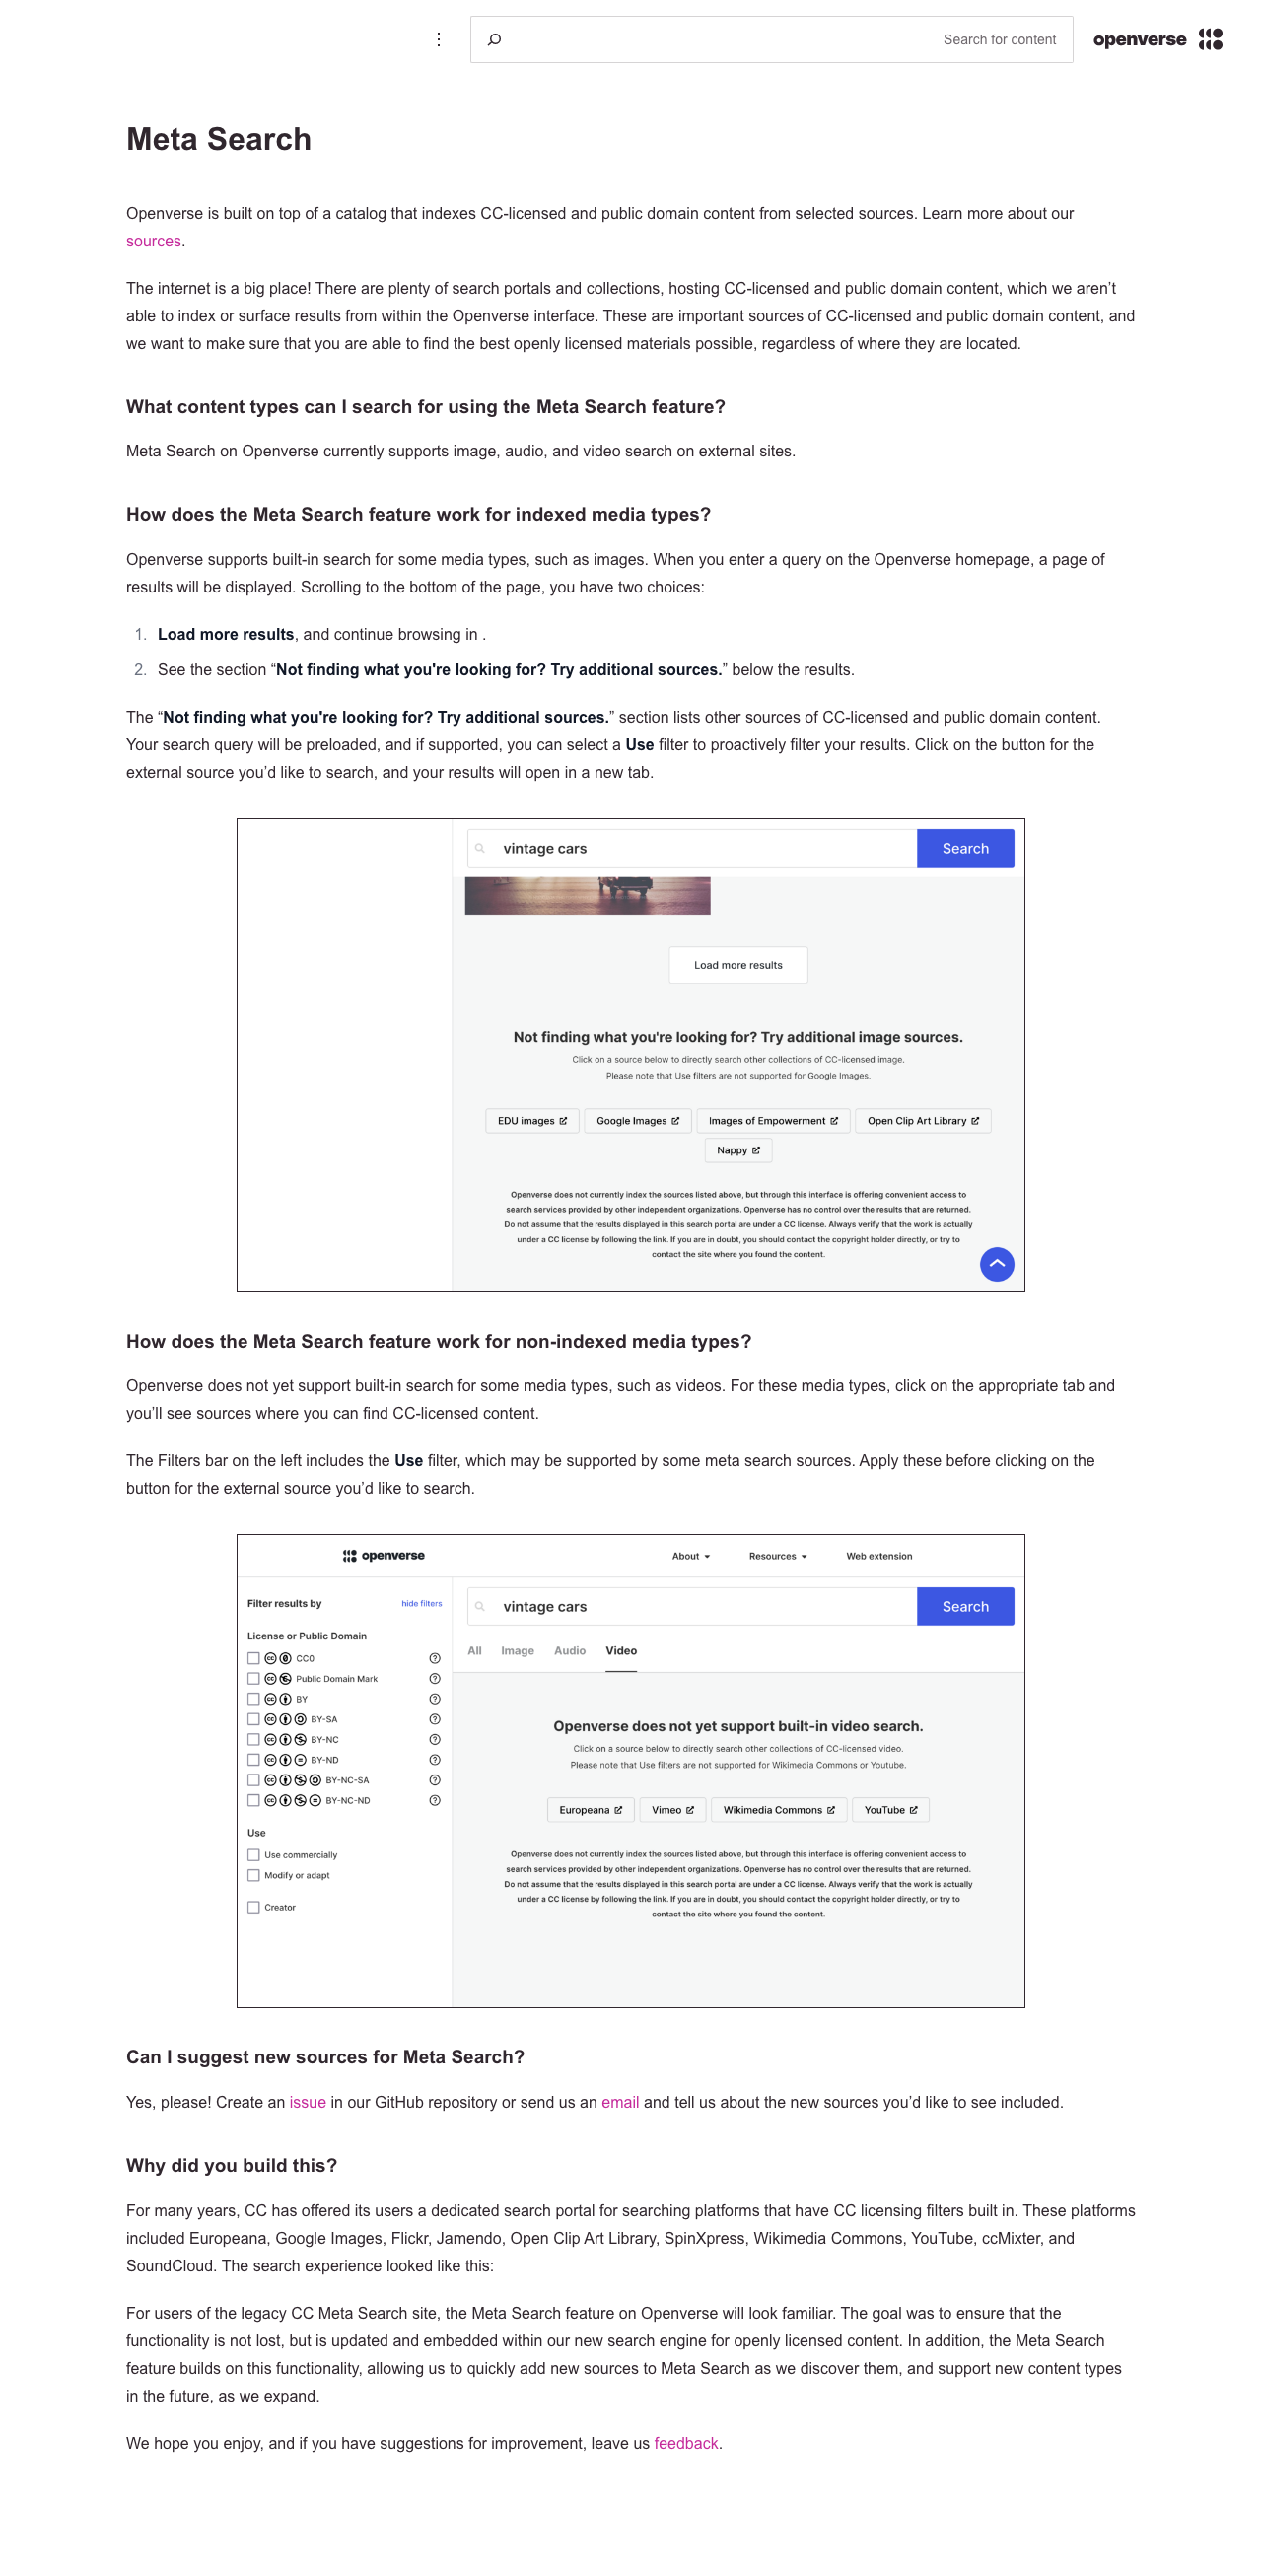 Search for content
openverse
Meta Search
Openverse is built on top of a catalog that indexes CC-licensed and public domain content from selected sources. Learn more about our
sources.
The internet is a big place! There are plenty of search portals and collections, hosting CC-licensed and public domain content, which we aren’t
able to index or surface results from within the Openverse interface. These are important sources of CC-licensed and public domain content, and
we want to make sure that you are able to find the best openly licensed materials possible, regardless of where they are located.
What content types can I search for using the Meta Search feature?
Meta Search on Openverse currently supports image, audio, and video search on external sites.
How does the Meta Search feature work for indexed media types?
Openverse supports built-in search for some media types, such as images. When you enter a query on the Openverse homepage, a page of
results will be displayed. Scrolling to the bottom of the page, you have two choices:
1. Load more results, and continue browsing in .
2. See the section “Not finding what you're looking for? Try additional sources.” below the results.
The “Not finding what you're looking for? Try additional sources.” section lists other sources of CC-licensed and public domain content.
Your search query will be preloaded, and if supported, you can select a Use filter to proactively filter your results. Click on the button for the
external source you’d like to search, and your results will open in a new tab.
vintage cars Search
Load more results
Not finding what you're looking for? Try additional image sources.
Click on a source below to directly search other collections of CC-licensed image.
Please note that Use filters are not supported for Google Images.
EDU images Google Images Images of Empowerment Open Clip Art Library
Nappy
Openverse does not currently index the sources listed above, but through this interface is offering convenient access to
search services provided by other independent organizations. Openverse has no control over the results that are returned.
Do not assume that the results displayed in this search portal are under a CC license. Always verify that the work is actually
under a CC license by following the link. If you are in doubt, you should contact the copyright holder directly, or try to
contact the site where you found the content.
How does the Meta Search feature work for non-indexed media types?
Openverse does not yet support built-in search for some media types, such as videos. For these media types, click on the appropriate tab and
you’ll see sources where you can find CC-licensed content.
The Filters bar on the left includes the Use filter, which may be supported by some meta search sources. Apply these before clicking on the
button for the external source you’d like to search.
openverse About Resources Web extension
Filter results by hide filters
License or Public Domain
CC0
Public Domain Mark
BY
BY-SA
BY-NC
BY-ND
BY-NC-SA
BY-NC-ND
Use
Use commercially
Modify or adapt
Creator
vintage cars Search
All Image Audio Video
Openverse does not yet support built-in video search.
Click on a source below to directly search other collections of CC-licensed video.
Please note that Use filters are not supported for Wikimedia Commons or Youtube.
Europeana Vimeo Wikimedia Commons YouTube
Openverse does not currently index the sources listed above, but through this interface is offering convenient access to
search services provided by other independent organizations. Openverse has no control over the results that are returned.
Do not assume that the results displayed in this search portal are under a CC license. Always verify that the work is actually
under a CC license by following the link. If you are in doubt, you should contact the copyright holder directly, or try to
contact the site where you found the content.
Can I suggest new sources for Meta Search?
Yes, please! Create an issue in our GitHub repository or send us an email and tell us about the new sources you’d like to see included.
Why did you build this?
For many years, CC has offered its users a dedicated search portal for searching platforms that have CC licensing filters built in. These platforms
included Europeana, Google Images, Flickr, Jamendo, Open Clip Art Library, SpinXpress, Wikimedia Commons, YouTube, ccMixter, and
SoundCloud. The search experience looked like this:
For users of the legacy CC Meta Search site, the Meta Search feature on Openverse will look familiar. The goal was to ensure that the
functionality is not lost, but is updated and embedded within our new search engine for openly licensed content. In addition, the Meta Search
feature builds on this functionality, allowing us to quickly add new sources to Meta Search as we discover them, and support new content types
in the future, as we expand.
We hope you enjoy, and if you have suggestions for improvement, leave us feedback.